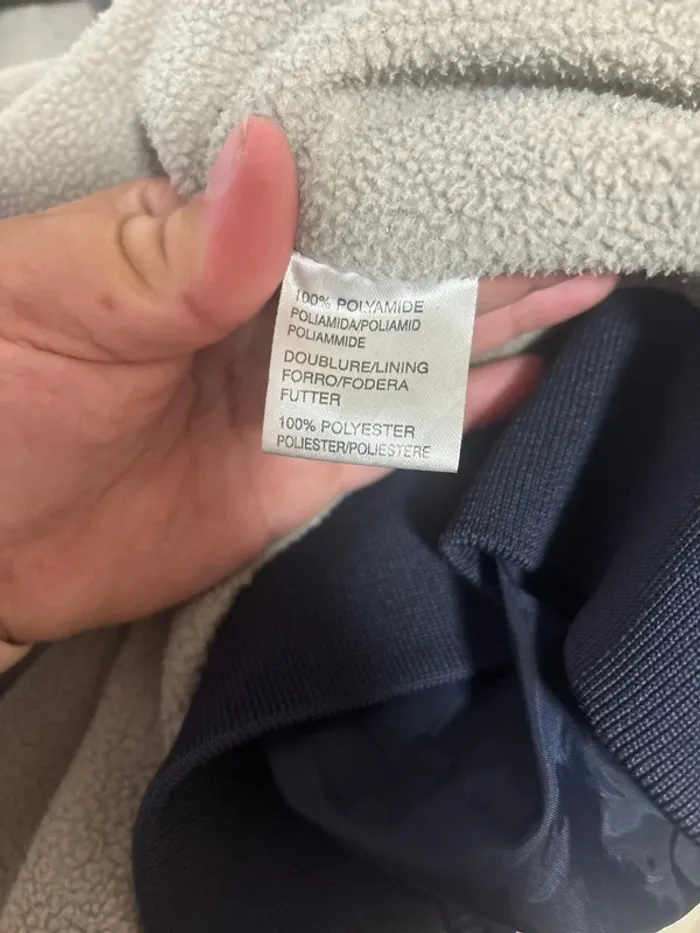 100% POLYAMIDE
POLIAMIDA/POLIAMID
POLIAMMIDE
DOUBLURE/LINING
FORRO/FODERA
FUTTER
100% POLYESTER
POLIESTER/POLIESTERE